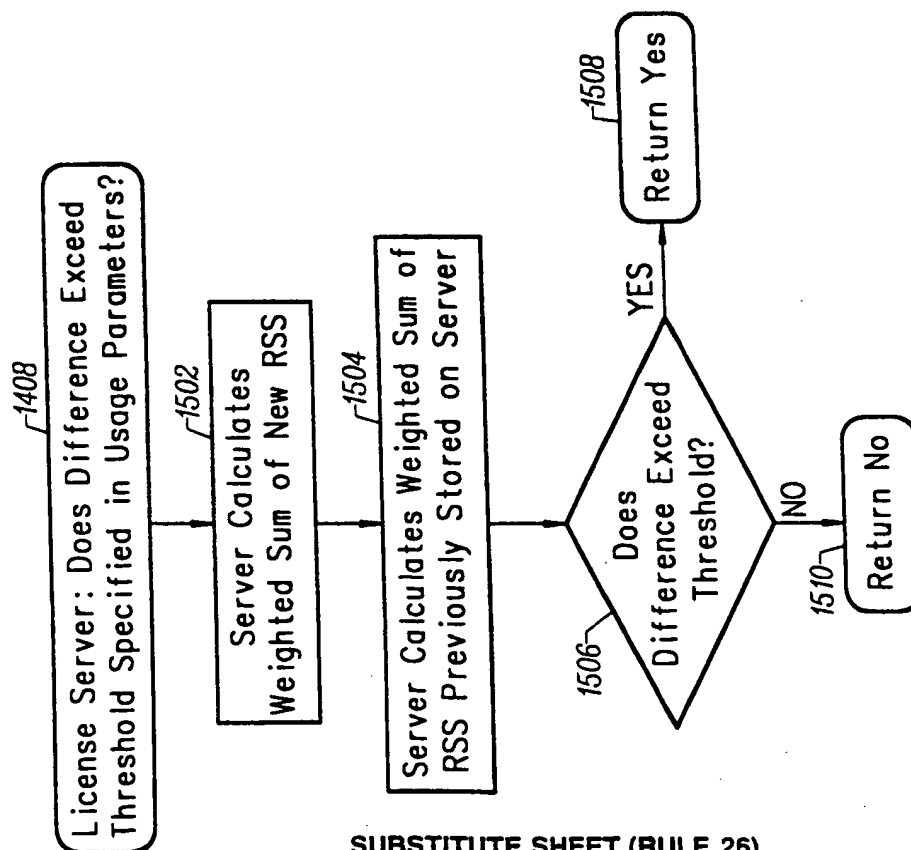 1408
License Server: Does Difference Exceed
Threshold Specified in Usage Parameters?
1502
Server Calculates
Weighted Sum of New RSS
1504
Server Calculates Weighted Sum of
RSS Previously Stored on Server
1506
Does
Difference Exceed
Threshold?
YES
1508
Return Yes
NO
1510
Return No
SUBSTITUTE SHEET (RULE 26)